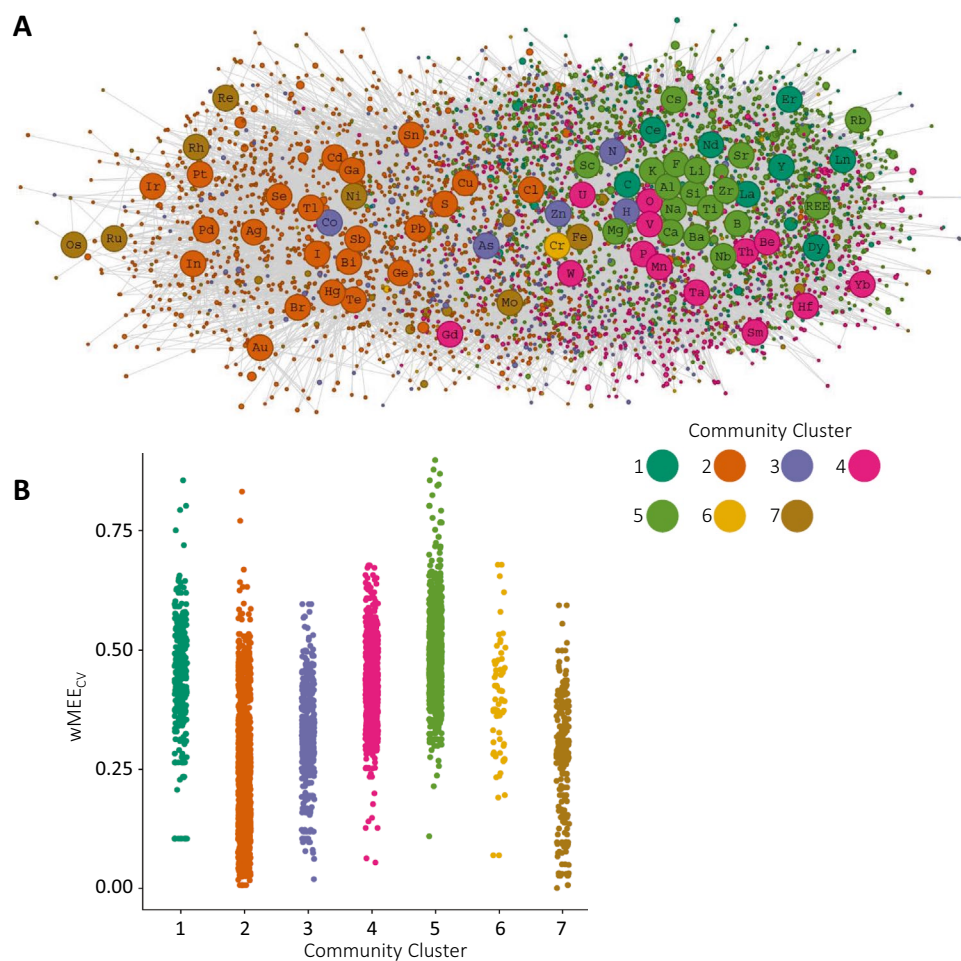 A
Re
Cs
Er
Rb
Sn
Ce
Nd
Rh
Cd
N
Sc
Sr
Ln
Pt
Ga
K
F
Li
Y
Ir
Se
Ni
Cu
Cl
U
C
Al
Si
Zr
La
Tl
S
O
Na
Ti
REE
Co
Zn
H
Os
Ru
Pd
Ag
Sb
Pb
As
Cr
Fe
Mg
V
Ca
Ba
B
Dy
In
I
Bi
Ge
W
P
Mn
Nb
Th
Be
Br
Hg
Te
Mo
Ta
Hf
Yb
Au
Gd
Sm
Community Cluster
1 2 3 4
5 6 7
B
0.75
0.50
0.25
0.00
wMEE_CV
1 2 3 4 5 6 7
Community Cluster